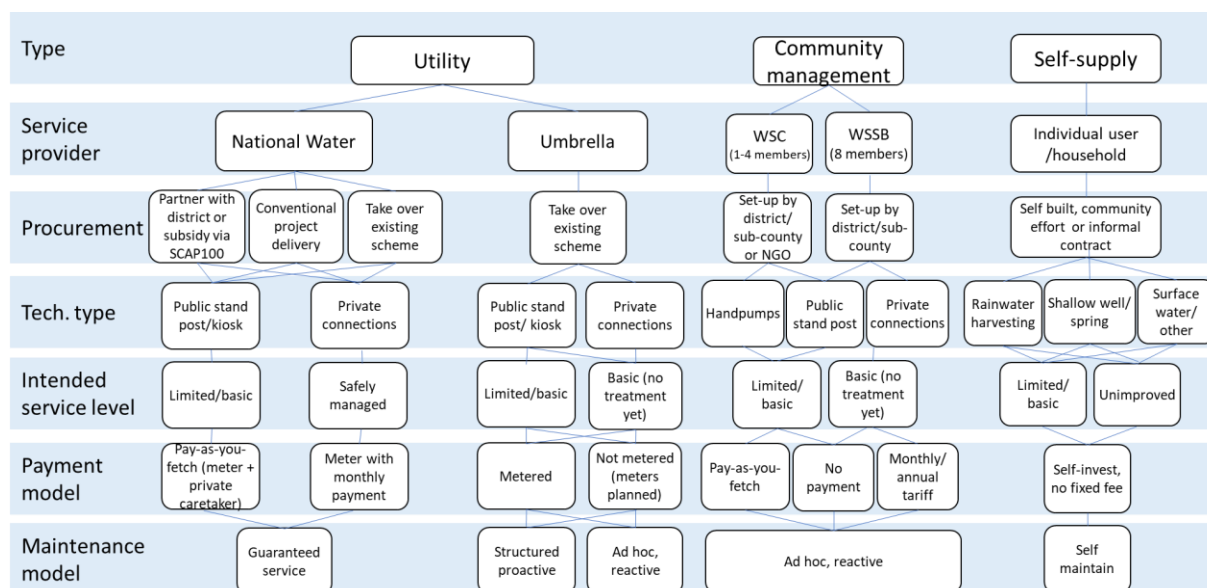 Type
Utility
Community
management
Self-supply
Service
provider
National Water
Umbrella
WSC
(1-4 members)
WSSB
(8 members)
Individual user
/household
Procurement
Partner with
district or
subsidy via
SCAP100
Conventional
project
delivery
Take over
existing
scheme
Take over
existing
scheme
Set-up by
district/
sub-county
or NGO
Set-up by
district/sub-
county
Self built, community
effort or informal
contract
Tech. type
Public stand
post/kiosk
Private
connections
Public stand
post/ kiosk
Private
connections
Handpumps
Public
stand post
Private
connections
Rainwater
harvesting
Shallow well/
spring
Surface
water/
other
Intended
service level
Limited/basic
Safely
managed
Limited/basic
Basic (no
treatment
yet)
Limited/
basic
Basic (no
treatment
yet)
Limited/
basic
Unimproved
Payment
model
Pay-as-you-
fetch (meter +
private
caretaker)
Meter with
monthly
payment
Metered
Not metered
(meters
planned)
Pay-as-you-
fetch
No
payment
Monthly/
annual
tariff
Self-invest,
no fixed fee
Maintenance
model
Guaranteed
service
Structured
proactive
Ad hoc,
reactive
Ad hoc, reactive
Self
maintain